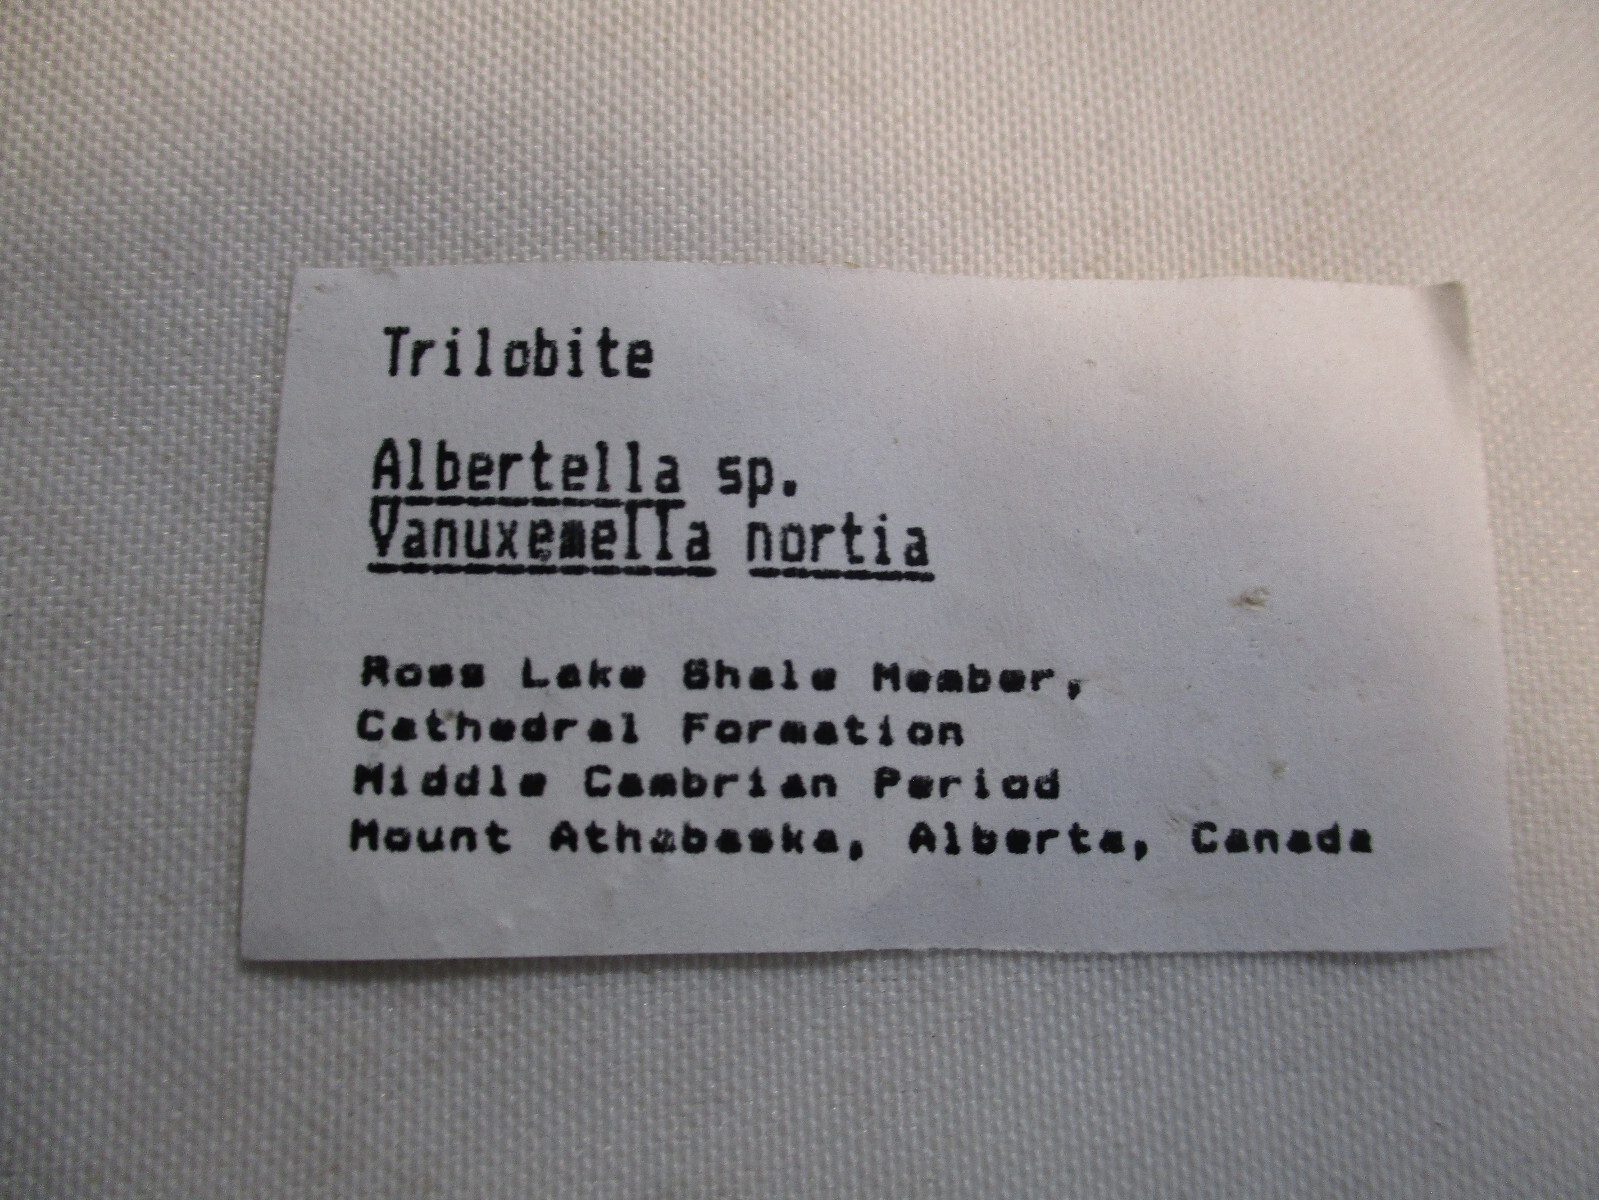 Trilobite
Albertella sp.
Vanuxemella nortia
Ross Lake Shale Member,
Cathedral Formation
Middle Cambrian Period
Mount Athabaska, Alberta, Canada